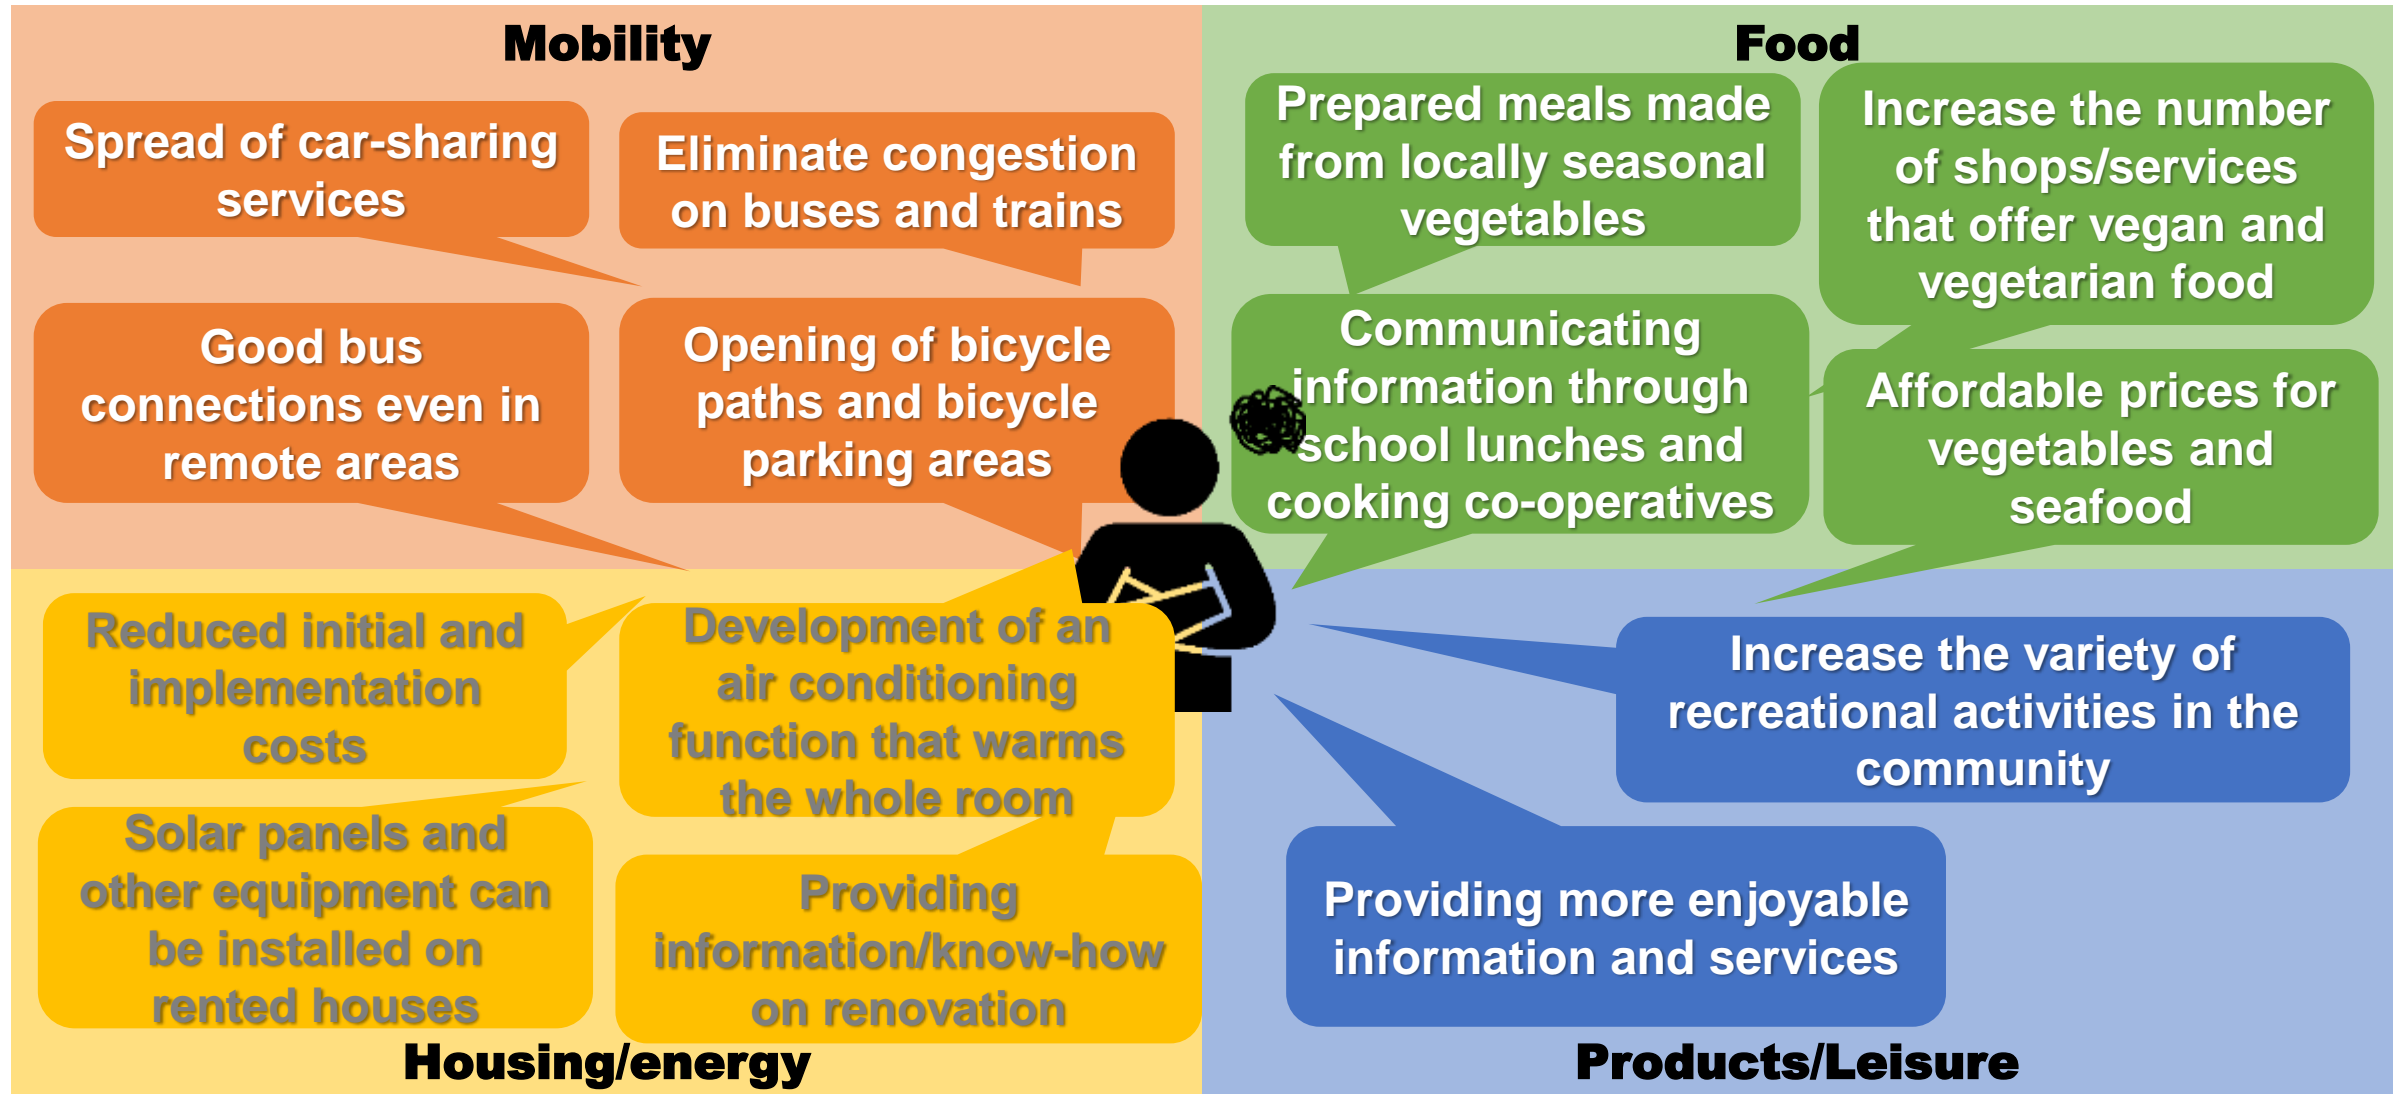 Mobility
Spread of car-sharing
services
Eliminate congestion
on buses and trains
Good bus
connections even in
remote areas
Opening of bicycle
paths and bicycle
parking areas
Food
Prepared meals made
from locally seasonal
vegetables
Increase the number
of shops/services
that offer vegan and
vegetarian food
Communicating
information through
school lunches and
cooking co-operatives
Affordable prices for
vegetables and
seafood
Reduced initial and
implementation
costs
Development of an
air conditioning
function that warms
the whole room
Solar panels and
other equipment can
be installed on
rented houses
Providing
information/know-how
on renovation
Housing/energy
Increase the variety of
recreational activities in the
community
Providing more enjoyable
information and services
Products/Leisure